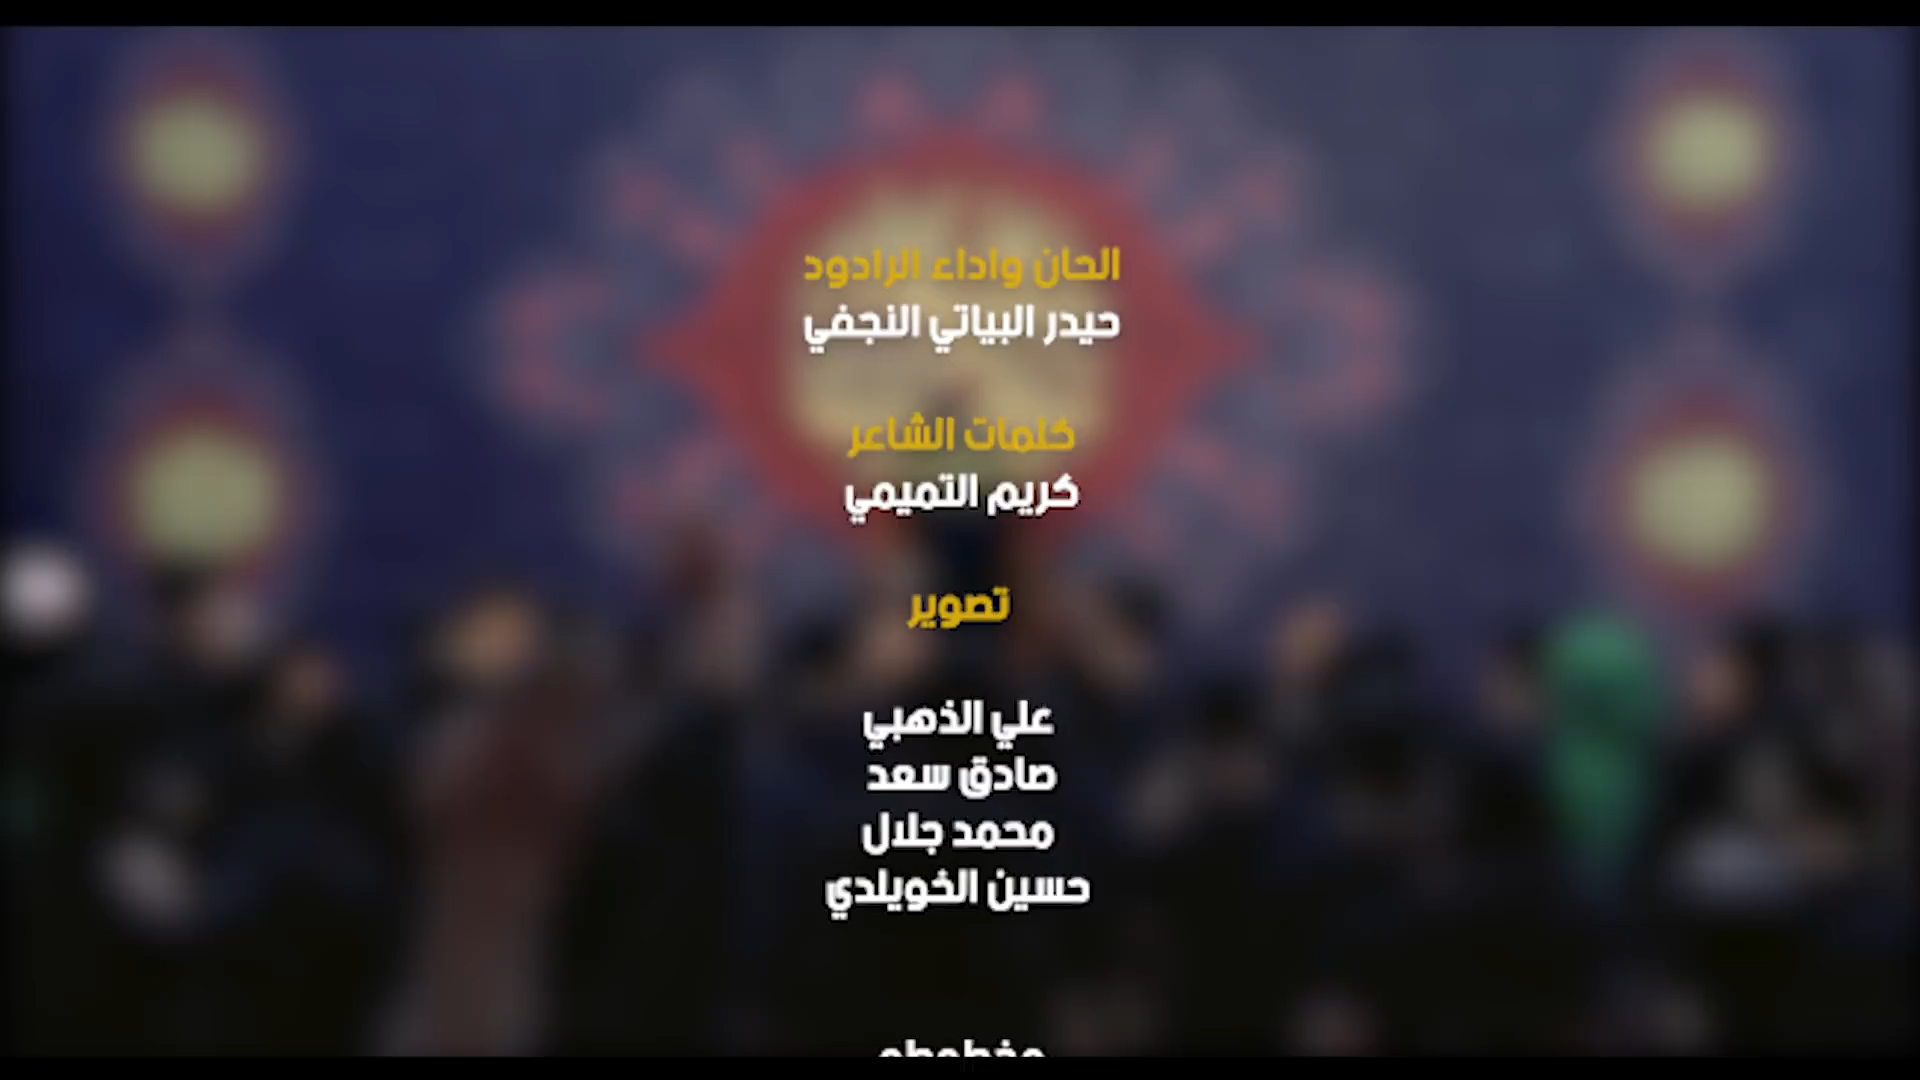 الحان واداء الرادود
حيدر البياتي النجفي
كلمات الشاعر
كريم التميمي
تصوير
علي الذهبي
صادق سعد
محمد جلال
حسين الخويلدي